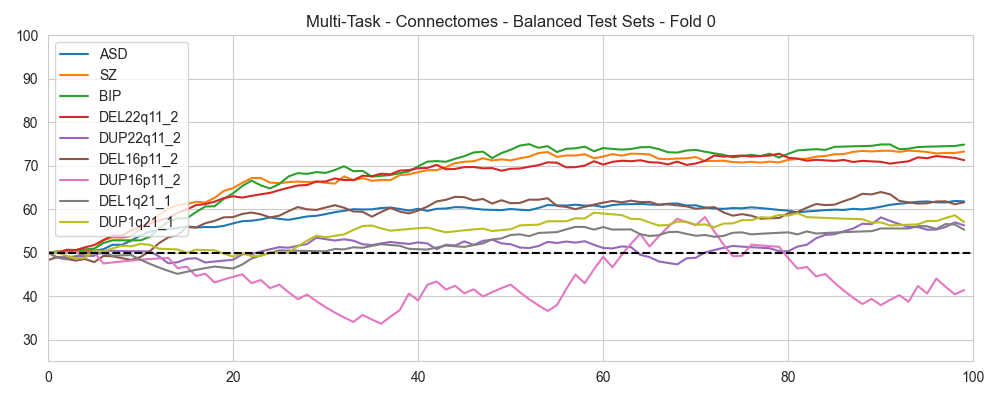 Multi-Task - Connectomes - Balanced Test Sets - Fold 0
100
90
80
70
60
50
40
30
ASD
SZ
BIP
DEL22q11_2
DUP22q11_2
DEL16p11_2
DUP16p11_2
DEL1q21_1
DUP1q21_1
0 20 40 60 80 100